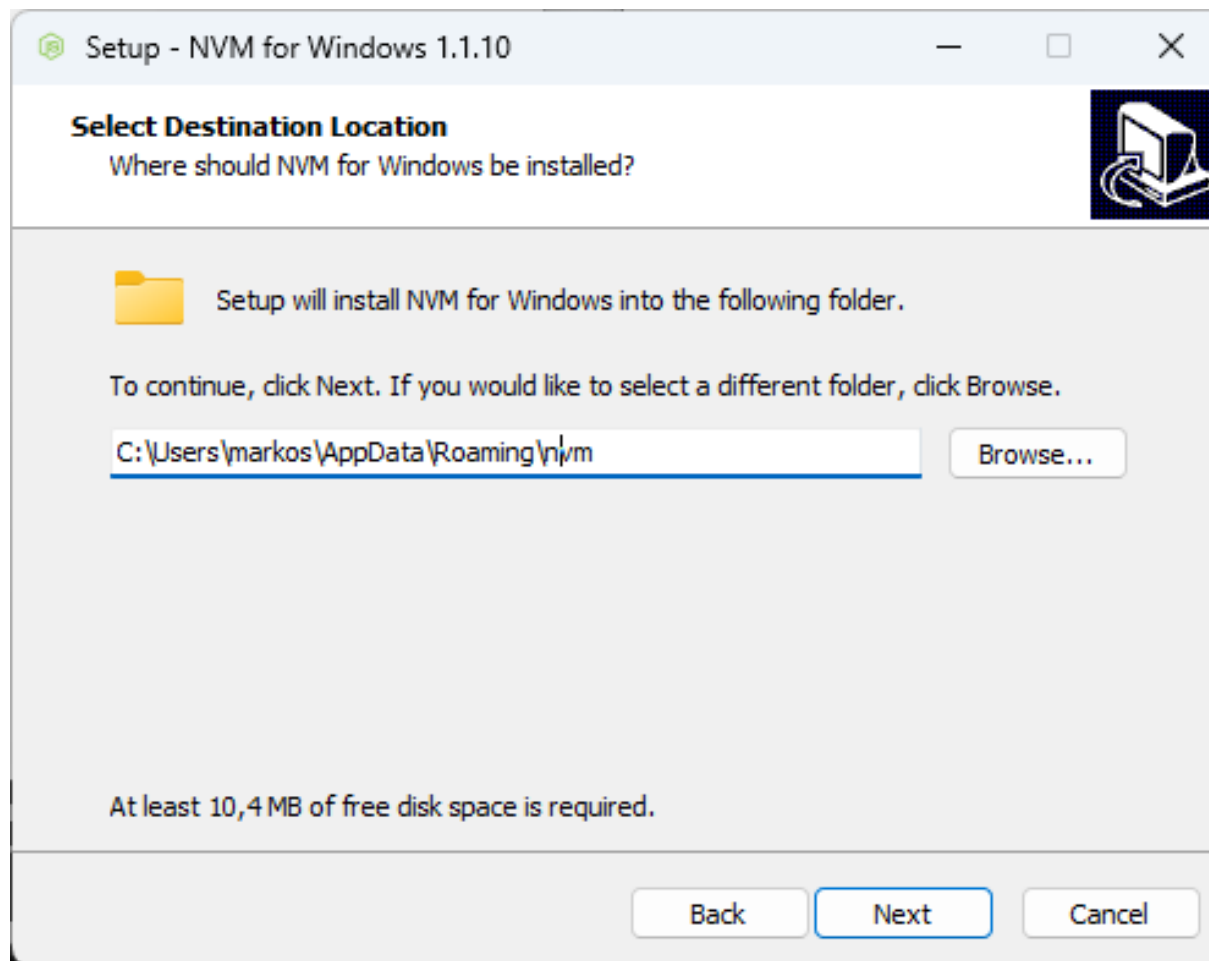 Setup - NVM for Windows 1.1.10
Select Destination Location
Where should NVM for Windows be installed?
Setup will install NVM for Windows into the following folder.
To continue, click Next. If you would like to select a different folder, click Browse.
C:\Users\markos\AppData\Roaming\nvm
Browse...
At least 10,4 MB of free disk space is required.
Back
Next
Cancel